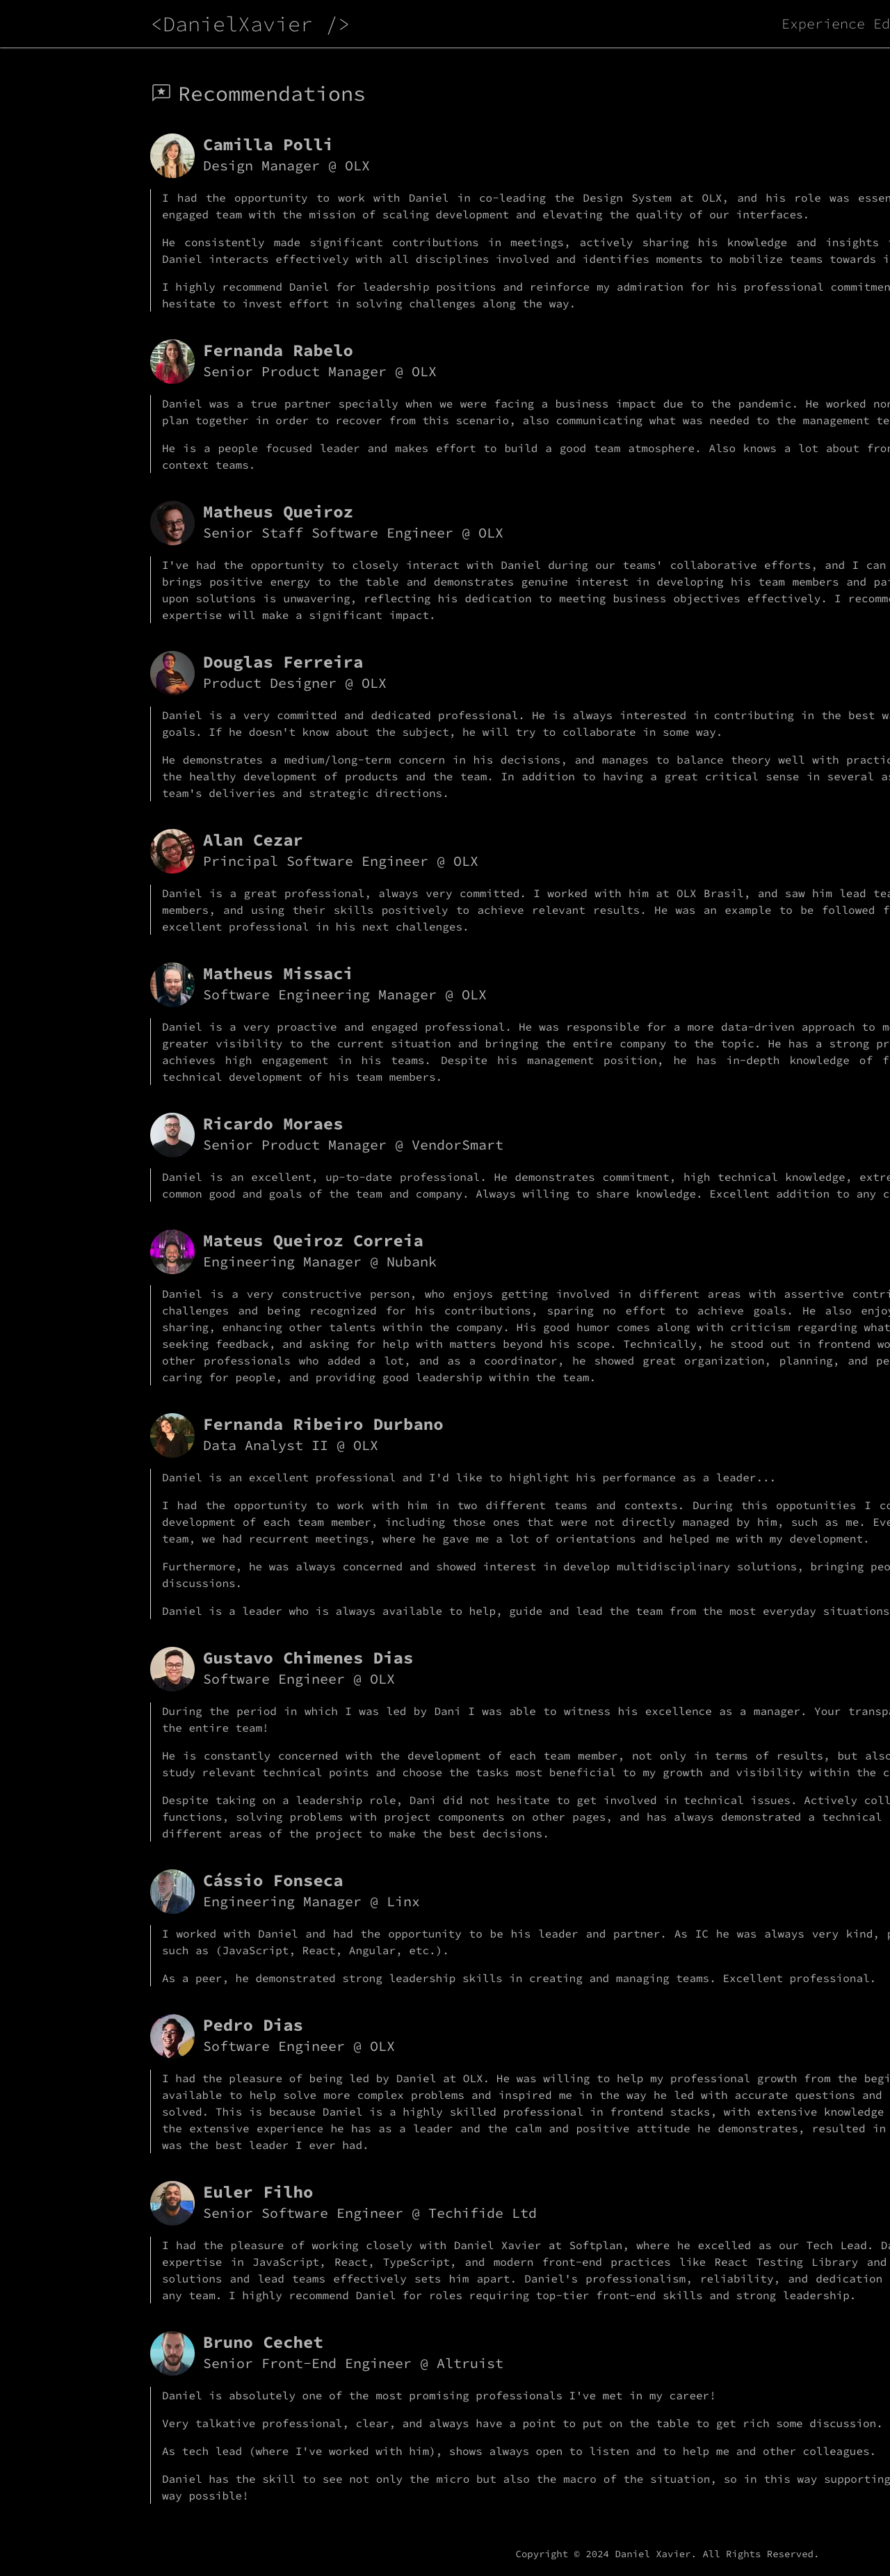 <DanielXavier />
Experience
Recommendations
Camilla Polli
Design Manager @ OLX
I had the opportunity to work with Daniel in co-leading the Design System at OLX, and his role was
engaged team with the mission of scaling development and elevating the quality of our interfaces.
He consistently made significant contributions in meetings, actively sharing his knowledge and insights
Daniel interacts effectively with all disciplines involved and identifies moments to mobilize teams towards
I highly recommend Daniel for leadership positions and reinforce my admiration for his professional
hesitate to invest effort in solving challenges along the way.
Fernanda Rabelo
Senior Product Manager @ OLX
Daniel was a true partner specially when we were facing a business impact due to the pandemic. He worked
plan together in order to recover from this scenario, also communicating what was needed to the management
He is a people focused leader and makes effort to build a good team atmosphere. Also knows a lot about
context teams.
Matheus Queiroz
Senior Staff Software Engineer @ OLX
I've had the opportunity to closely interact with Daniel during our teams' collaborative efforts, and I can
brings positive energy to the table and demonstrates genuine interest in developing his team members and
upon solutions is unwavering, reflecting his dedication to meeting business objectives effectively. I
expertise will make a significant impact.
Douglas Ferreira
Product Designer @ OLX
Daniel is a very committed and dedicated professional. He is always interested in contributing in the best
goals. If he doesn't know about the subject, he will try to collaborate in some way.
He demonstrates a medium/long-term concern in his decisions, and manages to balance theory well with
the healthy development of products and the team. In addition to having a great critical sense in several
team's deliveries and strategic directions.
Alan Cezar
Principal Software Engineer @ OLX
Daniel is a great professional, always very committed. I worked with him at OLX Brasil, and saw him lead
members, and using their skills positively to achieve relevant results. He was an example to be followed
excellent professional in his next challenges.
Matheus Missaci
Software Engineering Manager @ OLX
Daniel is a very proactive and engaged professional. He was responsible for a more data-driven approach to
greater visibility to the current situation and bringing the entire company to the topic. He has a strong
achieves high engagement in his teams. Despite his management position, he has in-depth knowledge of
technical development of his team members.
Ricardo Moraes
Senior Product Manager @ VendorSmart
Daniel is an excellent, up-to-date professional. He demonstrates commitment, high technical knowledge,
common good and goals of the team and company. Always willing to share knowledge. Excellent addition to any
Mateus Queiroz Correia
Engineering Manager @ Nubank
Daniel is a very constructive person, who enjoys getting involved in different areas with assertive
challenges and being recognized for his contributions, sparing no effort to achieve goals. He also
sharing, enhancing other talents within the company. His good humor comes along with criticism regarding what
seeking feedback, and asking for help with matters beyond his scope. Technically, he stood out in frontend
other professionals who added a lot, and as a coordinator, he showed great organization, planning, and
caring for people, and providing good leadership within the team.
Fernanda Ribeiro Durbano
Data Analyst II @ OLX
Daniel is an excellent professional and I'd like to highlight his performance as a leader...
I had the opportunity to work with him in two different teams and contexts. During this oppotunities I
development of each team member, including those ones that were not directly managed by him, such as me.
team, we had recurrent meetings, where he gave me a lot of orientations and helped me with my development.
Furthermore, he was always concerned and showed interest in develop multidisciplinary solutions, bringing
discussions.
Daniel is a leader who is always available to help, guide and lead the team from the most everyday situations
Gustavo Chimenes Dias
Software Engineer @ OLX
During the period in which I was led by Dani I was able to witness his excellence as a manager. Your
the entire team!
He is constantly concerned with the development of each team member, not only in terms of results, but also
study relevant technical points and choose the tasks most beneficial to my growth and visibility within the
Despite taking on a leadership role, Dani did not hesitate to get involved in technical issues. Actively
functions, solving problems with project components on other pages, and has always demonstrated a technical
different areas of the project to make the best decisions.
Cássio Fonseca
Engineering Manager @ Linx
I worked with Daniel and had the opportunity to be his leader and partner. As IC he was always very kind,
such as (JavaScript, React, Angular, etc.).
As a peer, he demonstrated strong leadership skills in creating and managing teams. Excellent professional.
Pedro Dias
Software Engineer @ OLX
I had the pleasure of being led by Daniel at OLX. He was willing to help my professional growth from the
available to help solve more complex problems and inspired me in the way he led with accurate questions and
solved. This is because Daniel is a highly skilled professional in frontend stacks, with extensive knowledge
the extensive experience he has as a leader and the calm and positive attitude he demonstrates, resulted in
was the best leader I ever had.
Euler Filho
Senior Software Engineer @ Techifide Ltd
I had the pleasure of working closely with Daniel Xavier at Softplan, where he excelled as our Tech Lead.
expertise in JavaScript, React, TypeScript, and modern front-end practices like React Testing Library and
solutions and lead teams effectively sets him apart. Daniel's professionalism, reliability, and dedication
any team. I highly recommend Daniel for roles requiring top-tier front-end skills and strong leadership.
Bruno Cechet
Senior Front-End Engineer @ Altruist
Daniel is absolutely one of the most promising professionals I've met in my career!
Very talkative professional, clear, and always have a point to put on the table to get rich some discussion.
As tech lead (where I've worked with him), shows always open to listen and to help me and other colleagues.
Daniel has the skill to see not only the micro but also the macro of the situation, so in this way supporting
way possible!
Copyright © 2024 Daniel Xavier. All Rights Reserved.